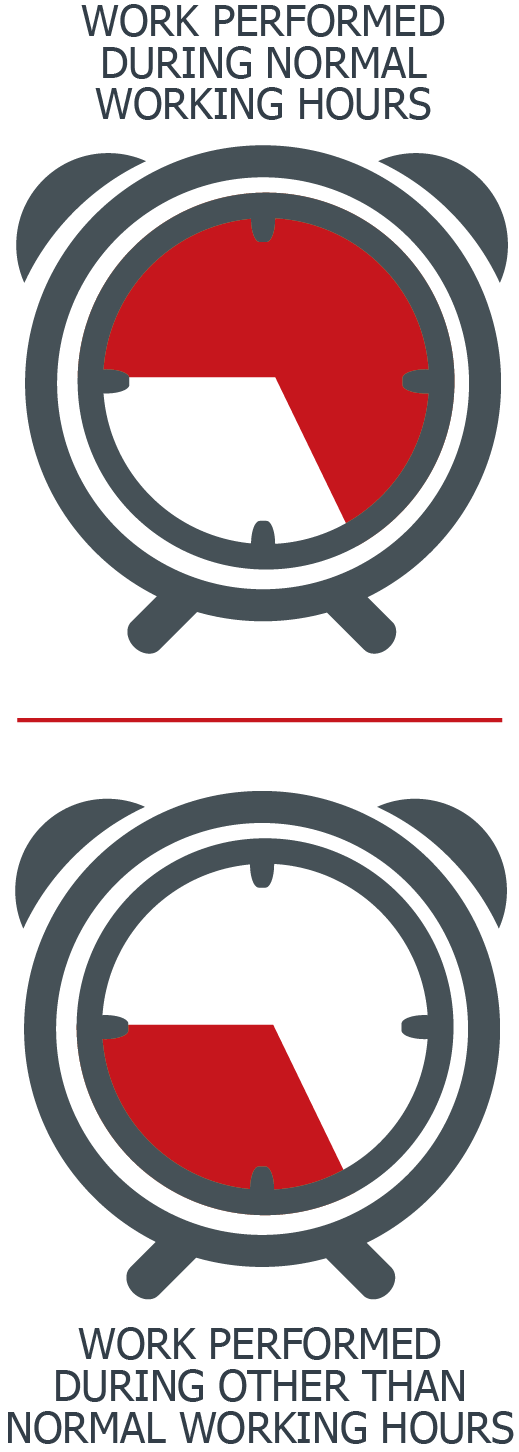 WORK PERFORMED
DURING NORMAL
WORKING HOURS
WORK PERFORMED
DURING OTHER THAN
NORMAL WORKING HOURS